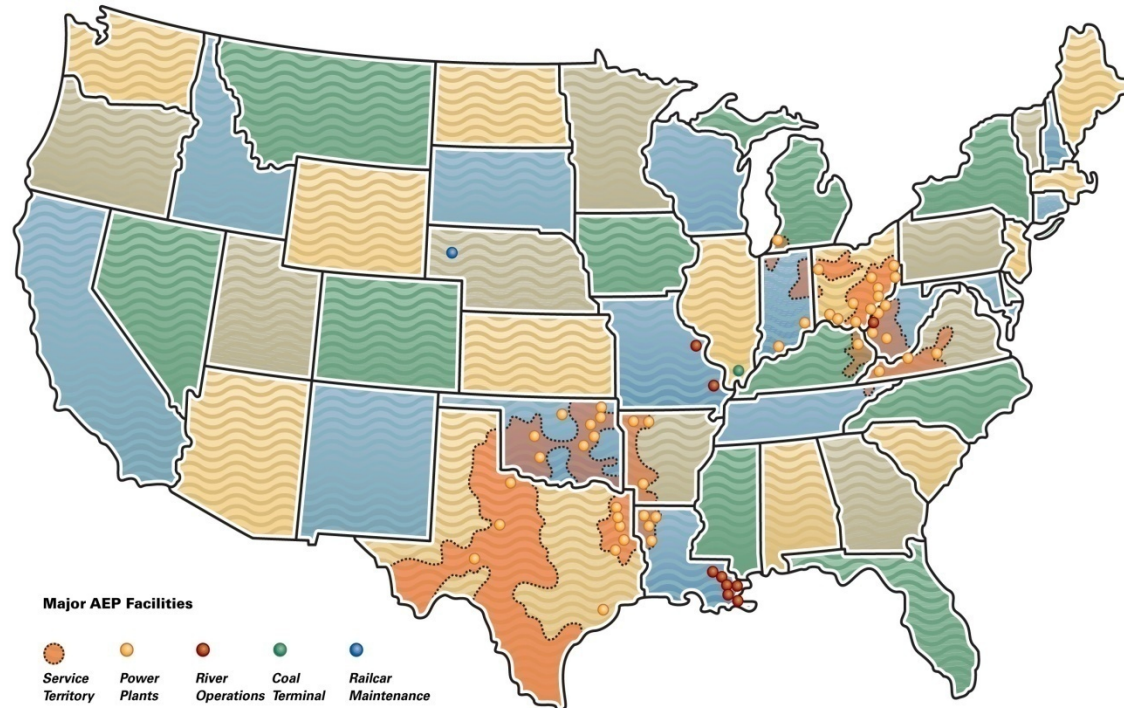 Major AEP Facilities
Service Territory
Power Plants
River Operations
Coal Terminal
Railcar Maintenance